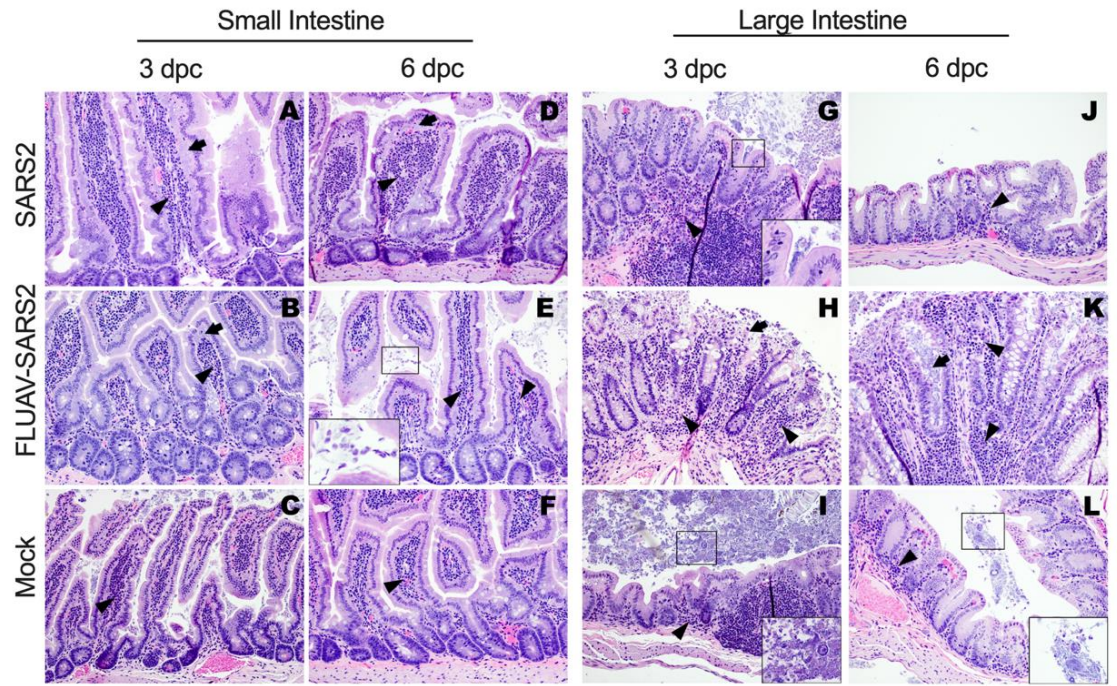 Small Intestine
Large Intestine
3 dpc
6 dpc
3 dpc
6 dpc
SARS2
A
D
G
J
FLUAV-SARS2
B
E
H
K
Mock
C
F
I
L